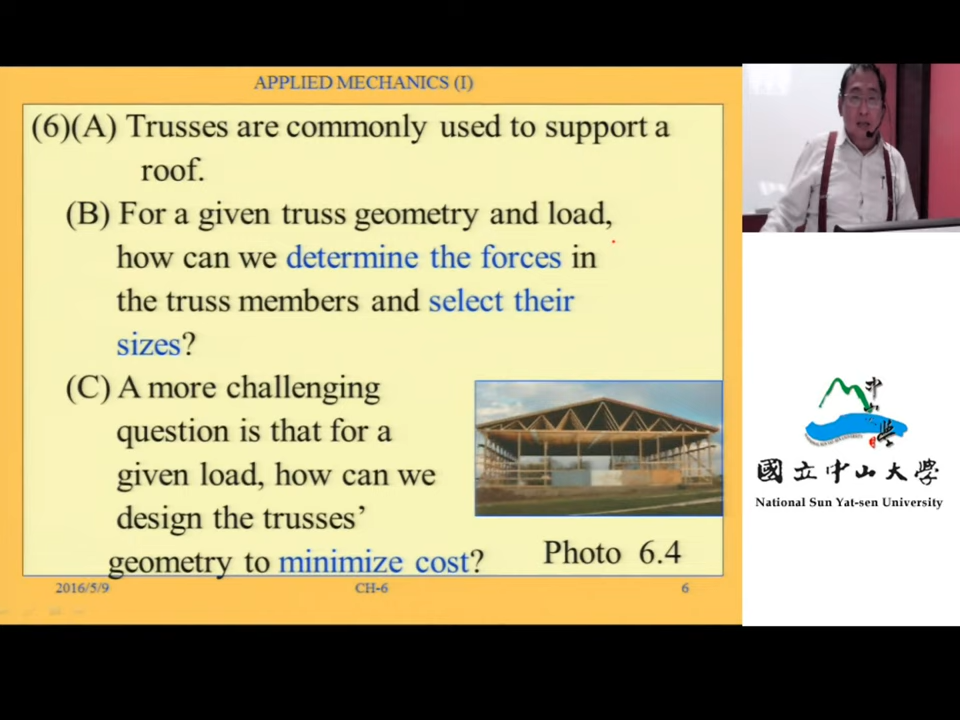 APPLIED MECHANICS (I)
(6)(A) Trusses are commonly used to support a
roof.
(B) For a given truss geometry and load,
how can we determine the forces in
the truss members and select their
sizes?
(C) A more challenging
question is that for a
given load, how can we
design the trusses’
geometry to minimize cost?
Photo 6.4
2016/5/9
CH-6
6
國立中山大學
National Sun Yat-sen University